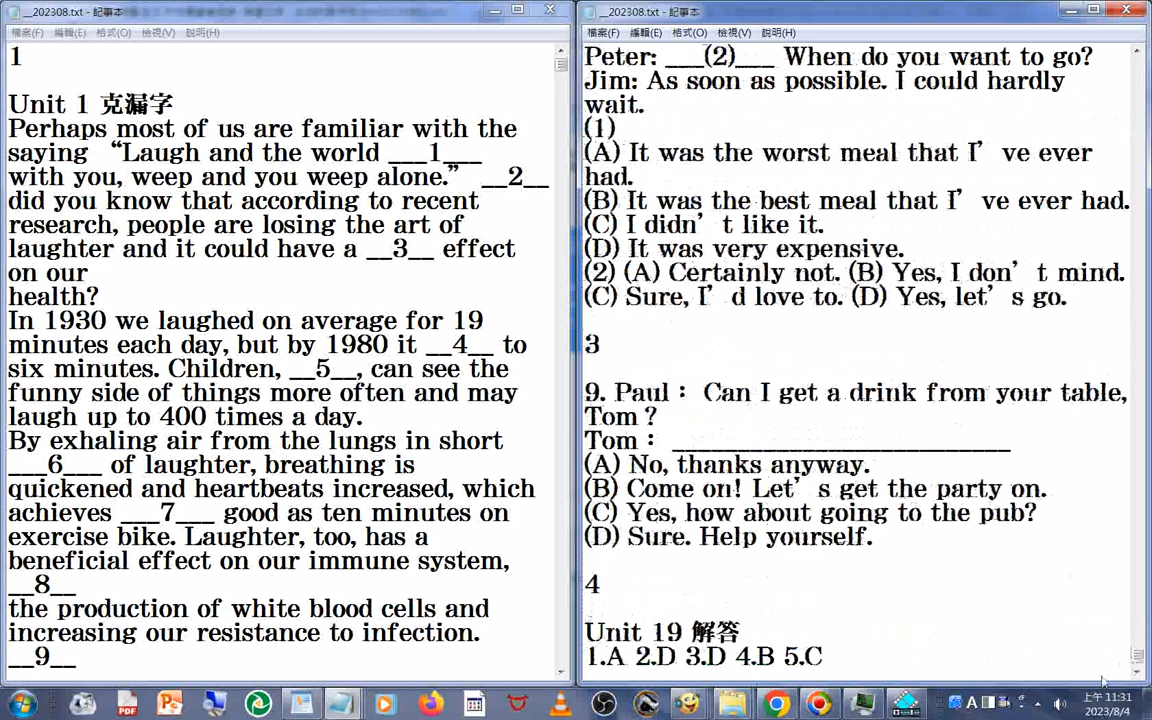 __202308.txt - 記事本
檔案(F) 編輯(E) 格式(O) 檢視(V) 說明(H)
1
Unit 1 克漏字
Perhaps most of us are familiar with the
saying “Laugh and the world ___1___
with you, weep and you weep alone.” __2__
did you know that according to recent
research, people are losing the art of
laughter and it could have a __3__ effect
on our
health?
In 1930 we laughed on average for 19
minutes each day, but by 1980 it __4__ to
six minutes. Children, __5__, can see the
funny side of things more often and may
laugh up to 400 times a day.
By exhaling air from the lungs in short
___6___ of laughter, breathing is
quickened and heartbeats increased, which
achieves ___7___ good as ten minutes on
exercise bike. Laughter, too, has a
beneficial effect on our immune system,
__8__
the production of white blood cells and
increasing our resistance to infection.
__9__
__202308.txt - 記事本
檔案(F) 編輯(E) 格式(O) 檢視(V) 說明(H)
Peter: ___(2)___ When do you want to go?
Jim: As soon as possible. I could hardly
wait.
(1)
(A) It was the worst meal that I’ve ever
had.
(B) It was the best meal that I’ve ever had.
(C) I didn’t like it.
(D) It was very expensive.
(2) (A) Certainly not. (B) Yes, I don’t mind.
(C) Sure, I’d love to. (D) Yes, let’s go.
3
9. Paul： Can I get a drink from your table,
Tom？
Tom： ________________________
(A) No, thanks anyway.
(B) Come on! Let’s get the party on.
(C) Yes, how about going to the pub?
(D) Sure. Help yourself.
4
Unit 19 解答
1.A 2.D 3.D 4.B 5.C
PDF
A
上午 11:31
2023/8/4